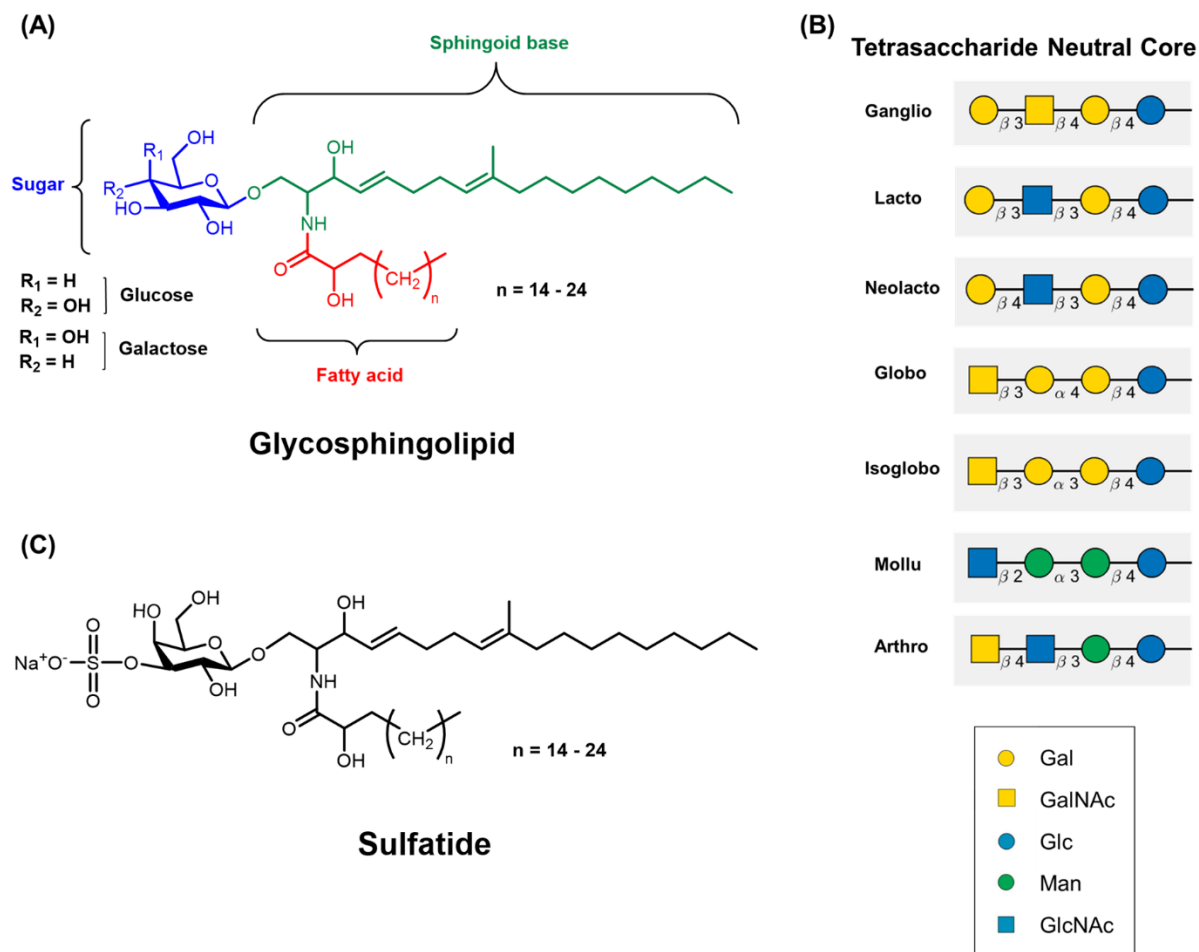 (A)
Sphingoid base
Sugar
OH
R₁
R₂
O
HO
OH
O
OH
NH
O
OH
(CH₂)n
n = 14 - 24
R₁ = H
R₂ = OH
Glucose
R₁ = OH
R₂ = H
Galactose
Fatty acid
Glycosphingolipid
(B)
Tetrasaccharide Neutral Core
Ganglio
β 3 β 4 β 4
Lacto
β 3 β 3 β 4
Neolacto
β 4 β 3 β 4
Globo
β 3 α 4 β 4
Isoglobo
β 3 α 3 β 4
Mollu
β 2 α 3 β 4
Arthro
β 4 β 3 β 4
Gal
GalNAc
Glc
Man
GlcNAc
(C)
HO
OH
O
Na⁺O⁻
S
O
O
O
OH
O
OH
NH
O
OH
(CH₂)n
n = 14 - 24
Sulfatide